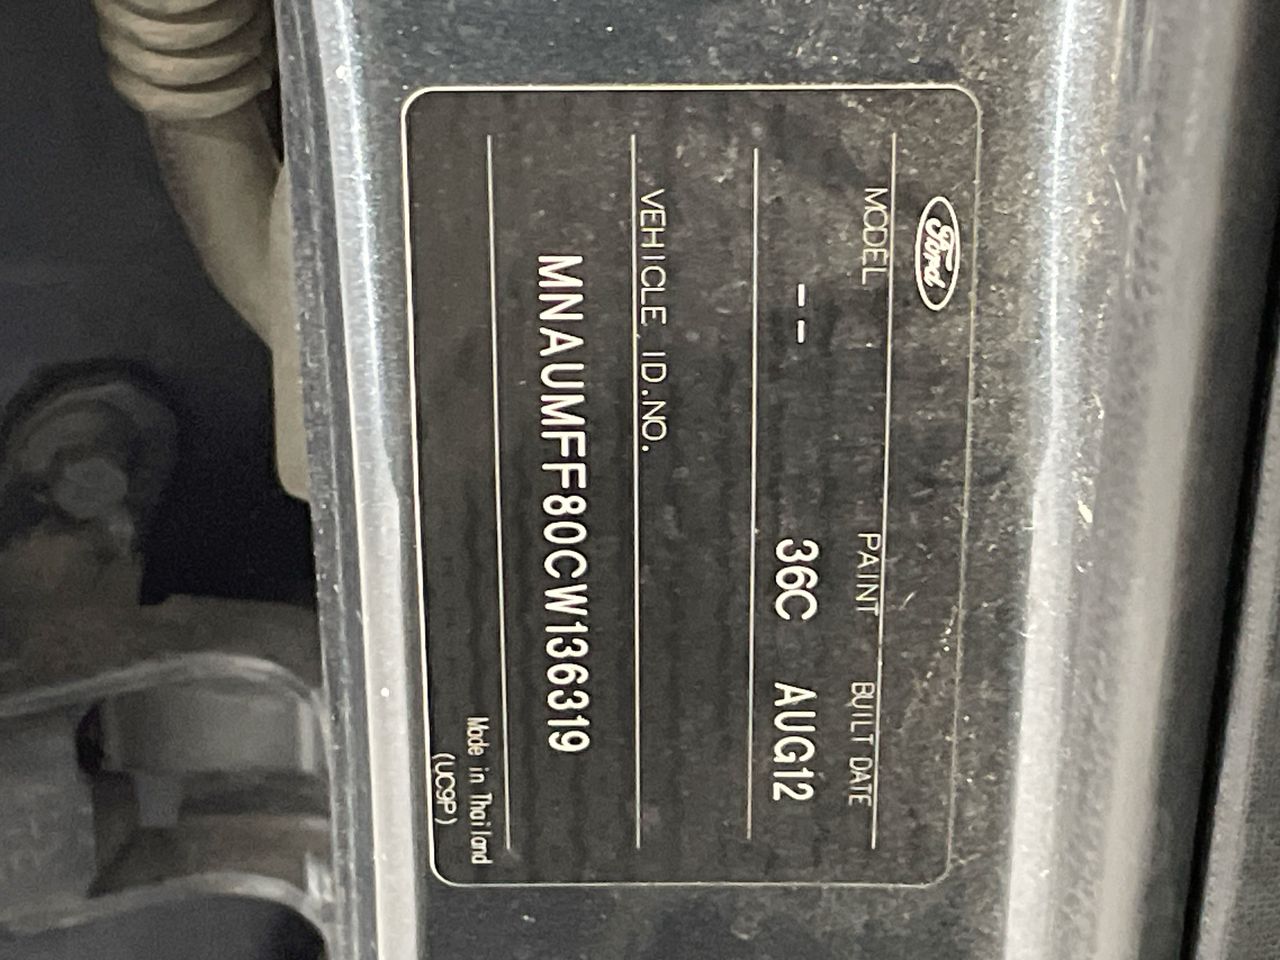 Ford
MODEL PAINT BUILT DATE
-- 36C AUG12
VEHICLE ID.NO.
MNAUMFF80CW136319
Made in Thailand
(UC9P)